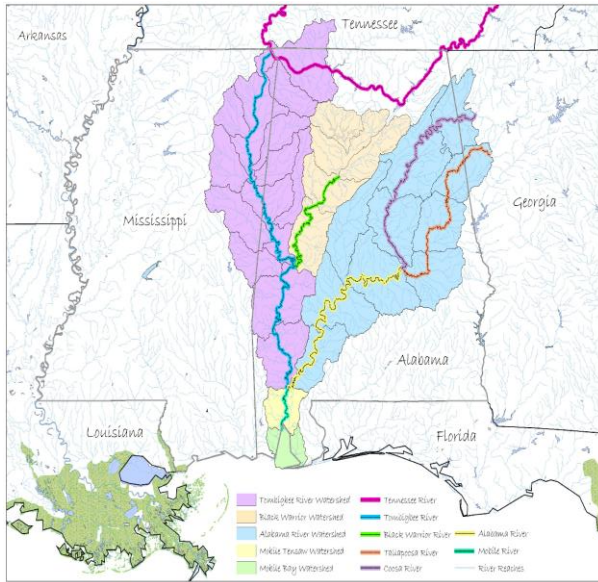 Tennessee
Arkansas
Mississippi
Georgia
Alabama
Louisiana
Florida
Tombigbee River Watershed
Black Warrior Watershed
Alabama River Watershed
Mobile Tensaw Watershed
Mobile Bay Watershed
Tennessee River
Tombigbee River
Black Warrior River
Tallapoosa River
Coosa River
Alabama River
Mobile River
River Reaches